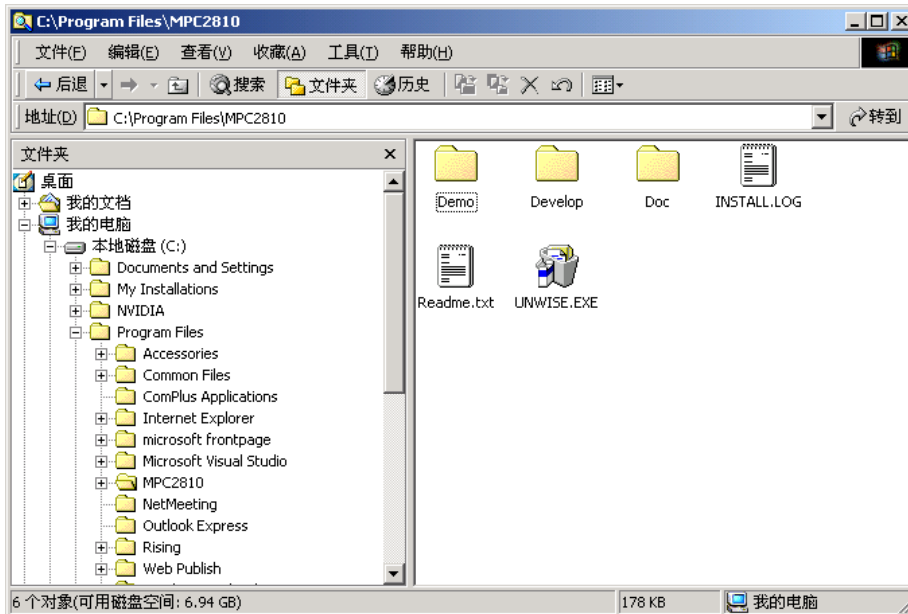 C:\Program Files\MPC2810
文件(F) 编辑(E) 查看(V) 收藏(A) 工具(T) 帮助(H)
后退 搜索 文件夹 历史
地址(D) C:\Program Files\MPC2810 转到
文件夹
桌面
我的文档
我的电脑
本地磁盘 (C:)
Documents and Settings
My Installations
NVIDIA
Program Files
Accessories
Common Files
ComPlus Applications
Internet Explorer
microsoft frontpage
Microsoft Visual Studio
MPC2810
NetMeeting
Outlook Express
Rising
Web Publish
Demo Develop Doc INSTALL.LOG
Readme.txt UNWISE.EXE
6 个对象(可用磁盘空间: 6.94 GB) 178 KB 我的电脑